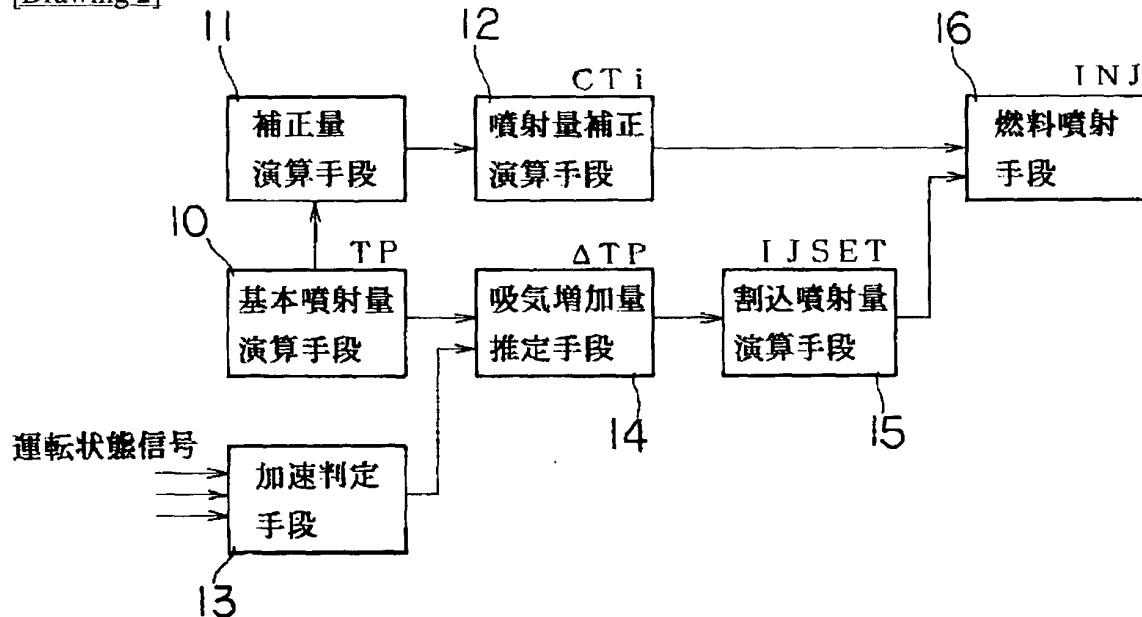 [Drawing 2]
11
12
16
CTi
INJ
補正量
演算手段
噴射量補正
演算手段
燃料噴射
手段
10
TP
ΔTP
IJSET
基本噴射量
演算手段
吸気増加量
推定手段
割込噴射量
演算手段
14
15
運転状態信号
加速判定
手段
13